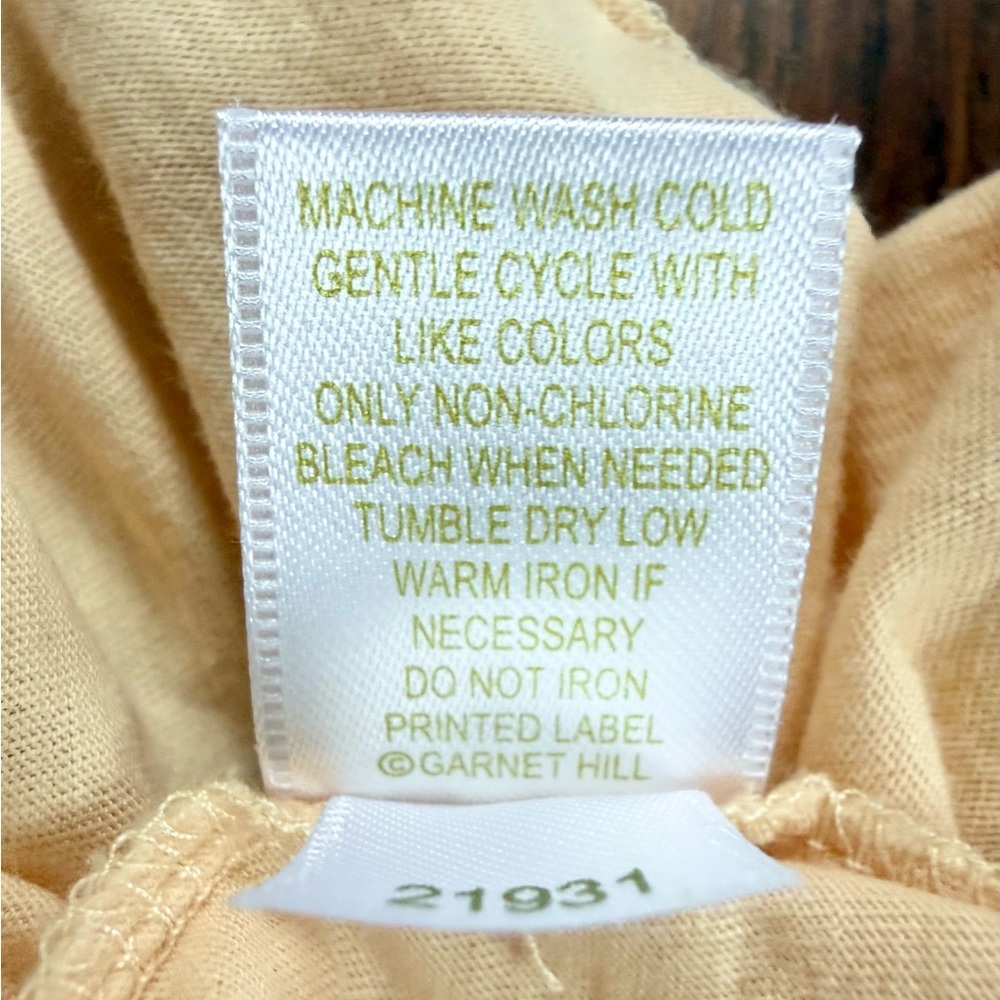 MACHINE WASH COLD
GENTLE CYCLE WITH
LIKE COLORS
ONLY NON-CHLORINE
BLEACH WHEN NEEDED
TUMBLE DRY LOW
WARM IRON IF
NECESSARY
DO NOT IRON
PRINTED LABEL
©GARNET HILL
21931